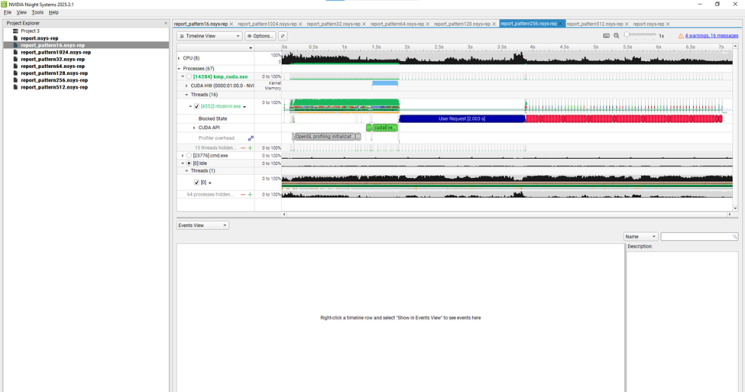 NVIDIA Nsight Systems 2025.3.1
File View Tools Help
Project Explorer
Project 3
report.nsys-rep
report_pattern16.nsys-rep
report_pattern1024.nsys-rep
report_pattern32.nsys-rep
report_pattern64.nsys-rep
report_pattern128.nsys-rep
report_pattern256.nsys-rep
report_pattern512.nsys-rep
report_pattern16.nsys-rep report_pattern1024.nsys-rep report_pattern32.nsys-rep report_pattern64.nsys-rep report_pattern128.nsys-rep report_pattern256.nsys-rep report_pattern512.nsys-rep report.nsys-rep
Timeline View Options... 1x 4 warnings, 16 messages
0s 0.5s 1s 1.5s 2s 2.5s 3s 3.5s 4s 4.5s 5s 5.5s 6s 6.5s 7s
CPU (8) 100% 0
Processes (67)
[14284] kmp_cuda.exe 0 to 100%
CUDA HW (0000:01:00.0 - NVI Kernel Memory
Threads (16)
0 to 100%
Blocked State User Request [2.003 s]
CUDA API
Profiler overhead OpenGL profiling initializat
15 threads hidden... 0 to 100%
[23776] cmd.exe 0 to 100%
[0] Idle 0 to 100%
Threads (1)
[0] 0 to 100%
64 processes hidden... 0 to 100%
Events View
Name
Description:
Right-click a timeline row and select "Show in Events View" to see events here